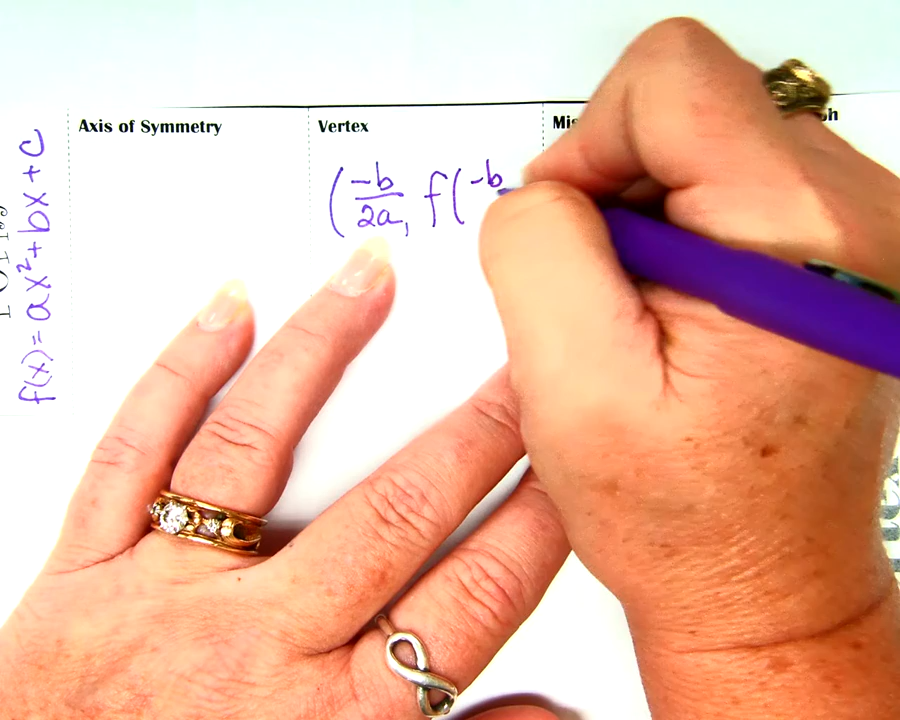 Axis of Symmetry
Vertex
f(x) = ax² + bx + c
(-b/2a, f(-b